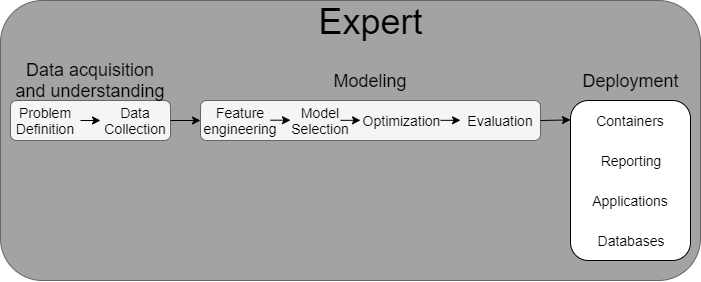 Expert
Data acquisition
and understanding
Modeling
Deployment
Problem
Definition
Data
Collection
Feature
engineering
Model
Selection
Optimization
Evaluation
Containers
Reporting
Applications
Databases